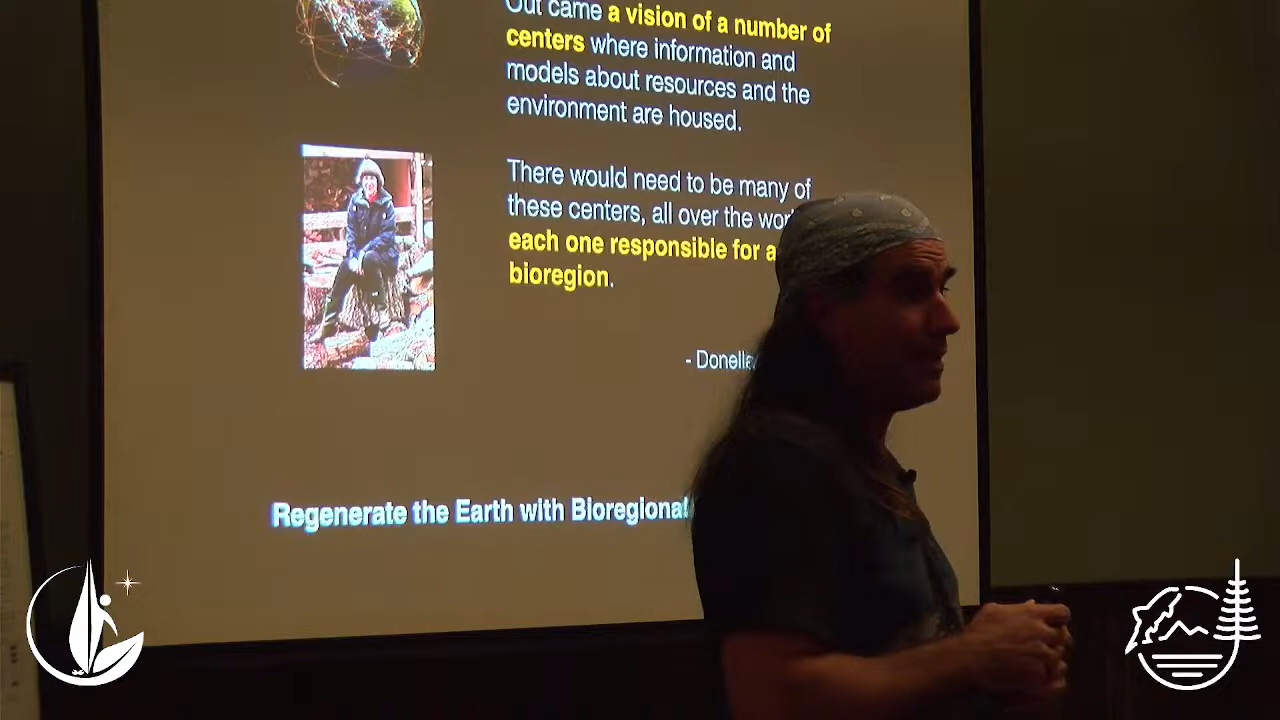 Out came a vision of a number of
centers where information and
models about resources and the
environment are housed.
There would need to be many of
these centers, all over the
each one responsible for a
bioregion.
- Donella
Regenerate the Earth with Bioregional